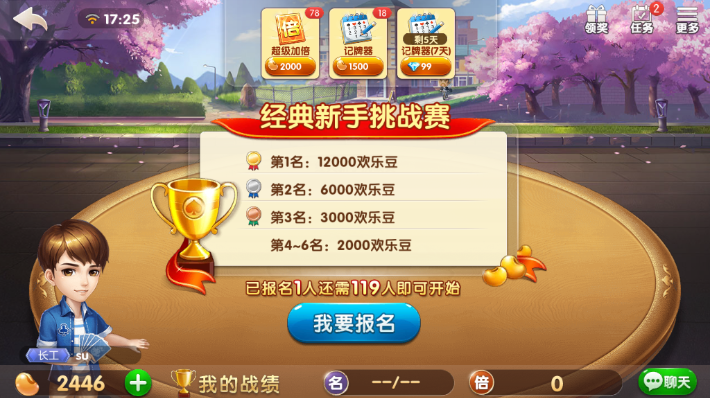 17:25
78
超级加倍
2000
18
记牌器
1500
剩5天
记牌器(7天)
99
领奖
任务
2
更多
经典新手挑战赛
第1名：12000欢乐豆
第2名：6000欢乐豆
第3名：3000欢乐豆
第4~6名：2000欢乐豆
已报名1人还需119人即可开始
我要报名
长工
su
2446
我的战绩
名
--/--
倍
0
聊天